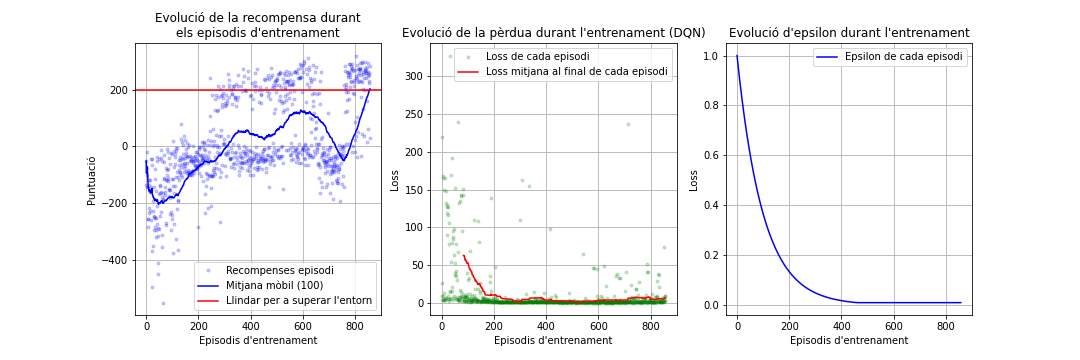 Evolució de la recompensa durant
els episodis d'entrenament
200
0
−200
−400
Puntuació
Recompenses episodi
Mitjana mòbil (100)
Llindar per a superar l'entorn
0 200 400 600 800
Episodis d'entrenament
Evolució de la pèrdua durant l'entrenament (DQN)
Loss de cada episodi
Loss mitjana al final de cada episodi
300
250
200
150
100
50
0
Loss
0 200 400 600 800
Episodis d'entrenament
Evolució d'epsilon durant l'entrenament
Epsilon de cada episodi
1.0
0.8
0.6
0.4
0.2
0.0
Loss
0 200 400 600 800
Episodis d'entrenament